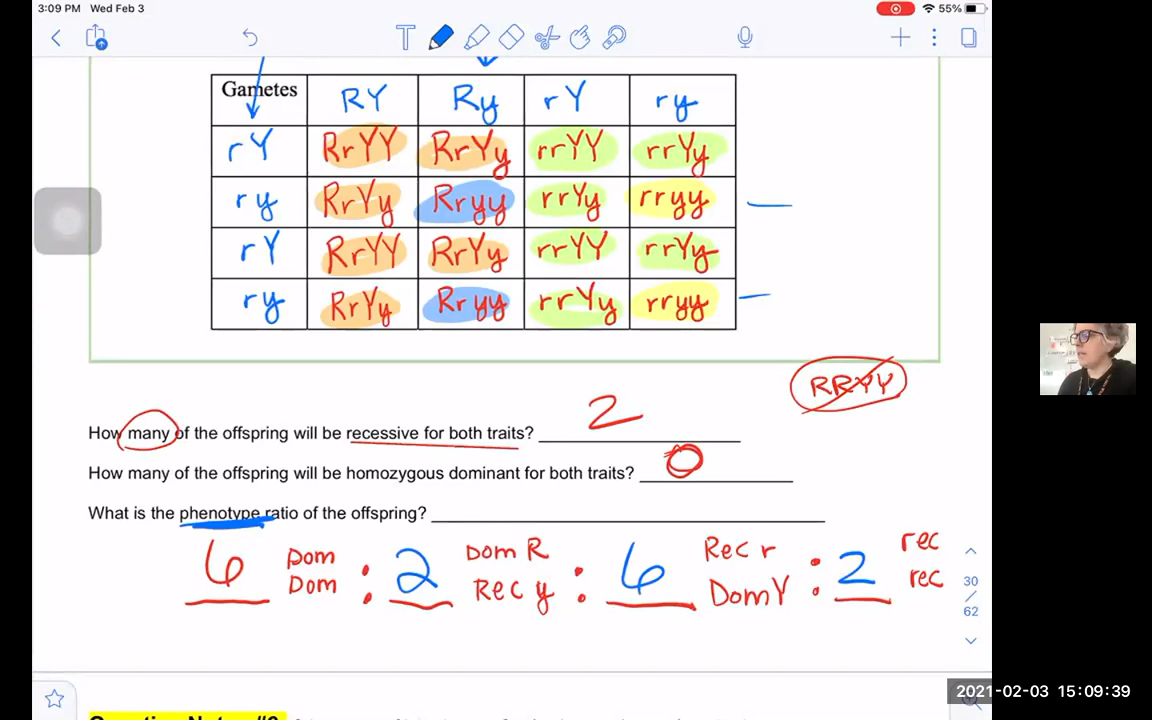 3:09 PM Wed Feb 3
55%
T
Gametes RY Ry rY ry
rY RrYY RrYy rrYY rrYy
ry RrYy Rryy rrYy rryy
rY RrYY RrYy rrYY rrYy
ry RrYy Rryy rrYy rryy
RRYY
How many of the offspring will be recessive for both traits? 2
How many of the offspring will be homozygous dominant for both traits? 0
What is the phenotype ratio of the offspring?
6 Dom Dom : 2 Dom R Rec y : 6 Rec r Dom Y : 2 rec rec
30
/
62
2021-02-03 15:09:39